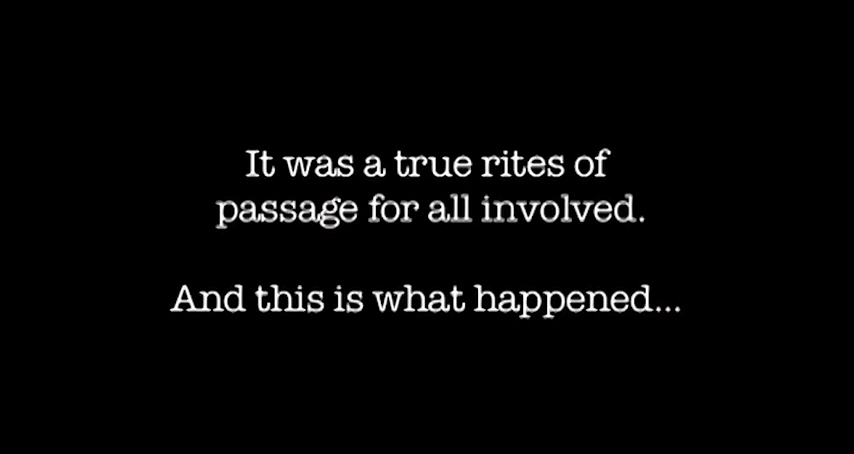 It was a true rites of
passage for all involved.
And this is what happened...